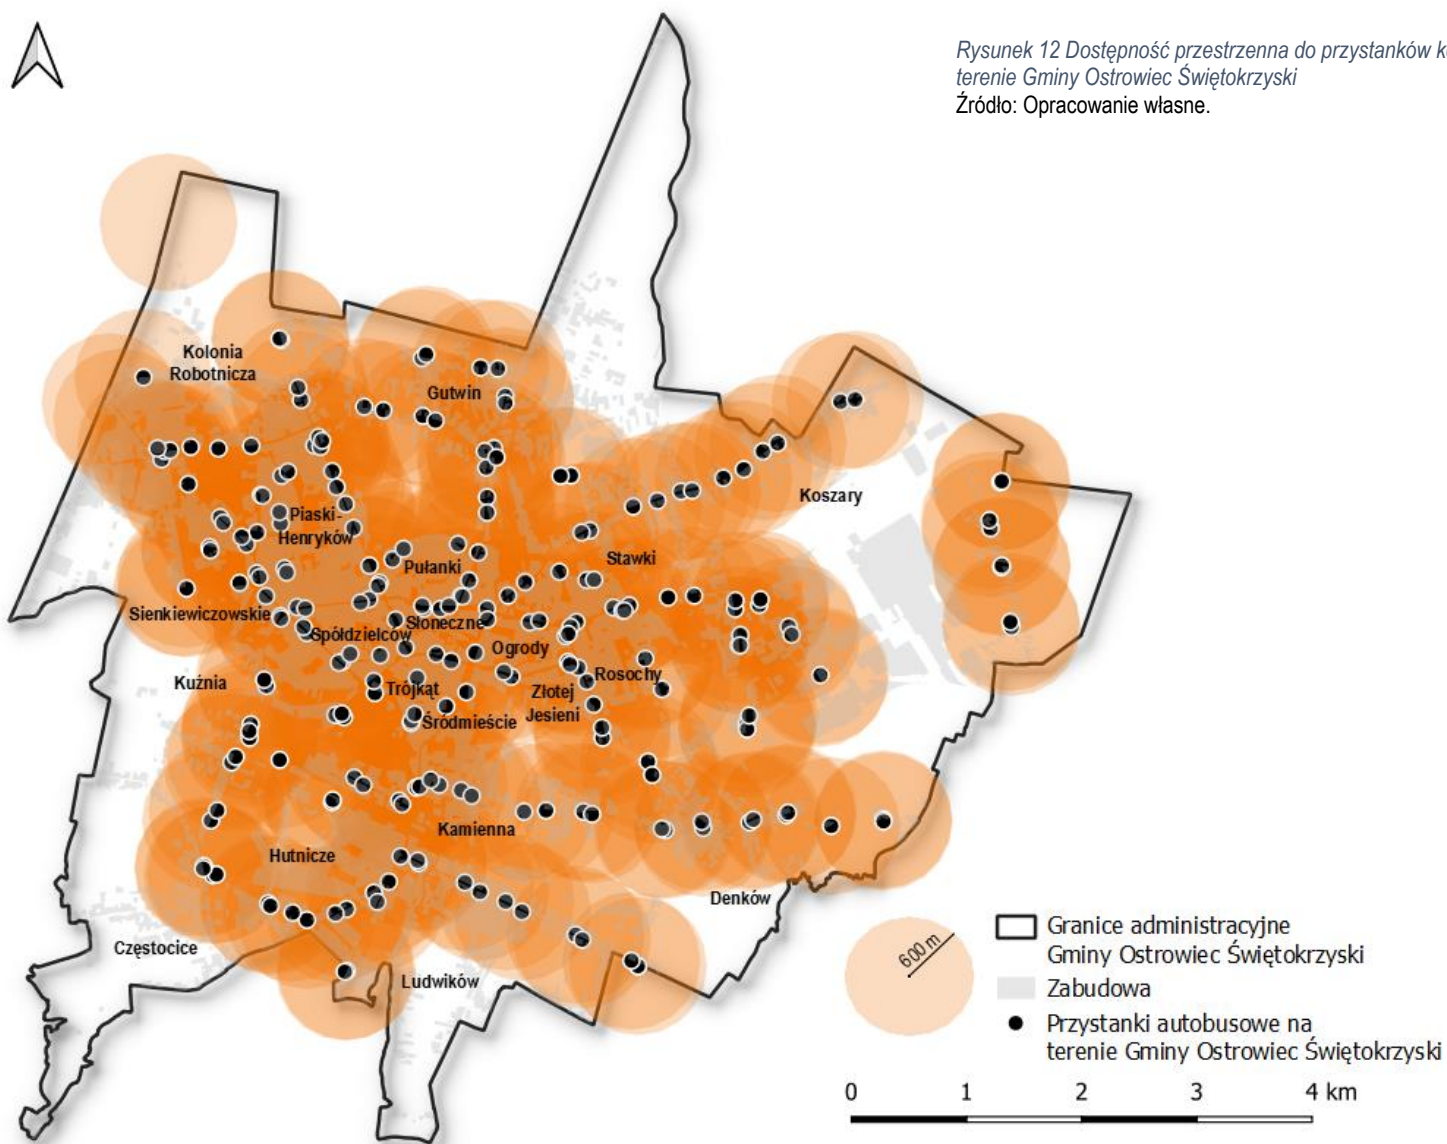 Rysunek 12 Dostępność przestrzenna do przystanków
terenie Gminy Ostrowiec Świętokrzyski
Źródło: Opracowanie własne.
Kolonia
Robotnicza
Gutwin
Koszary
Piaski-
Henryków
Pułanki
Stawki
Sienkiewiczowskie
Spółdzielców
Słoneczne
Ogrody
Kuźnia
Trójkąt
Rosochy
Złotej
Jesieni
Śródmieście
Kamienna
Hutnicze
Denków
Częstocice
Ludwików
600 m
Granice administracyjne
Gminy Ostrowiec Świętokrzyski
Zabudowa
Przystanki autobusowe na
terenie Gminy Ostrowiec Świętokrzyski
0 1 2 3 4 km